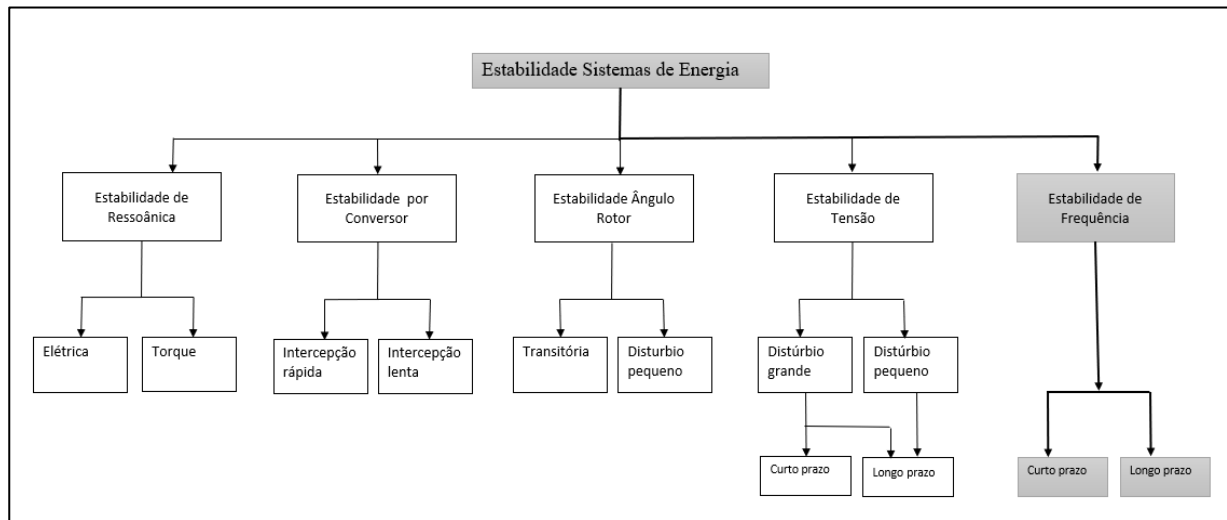 Estabilidade Sistemas de Energia
Estabilidade de
Ressoânica
Estabilidade por
Conversor
Estabilidade Ângulo
Rotor
Estabilidade de
Tensão
Estabilidade de
Frequência
Elétrica
Torque
Intercepção
rápida
Intercepção
lenta
Transitória
Disturbio
pequeno
Distúrbio
grande
Distúrbio
pequeno
Curto prazo
Longo prazo
Curto prazo
Longo prazo